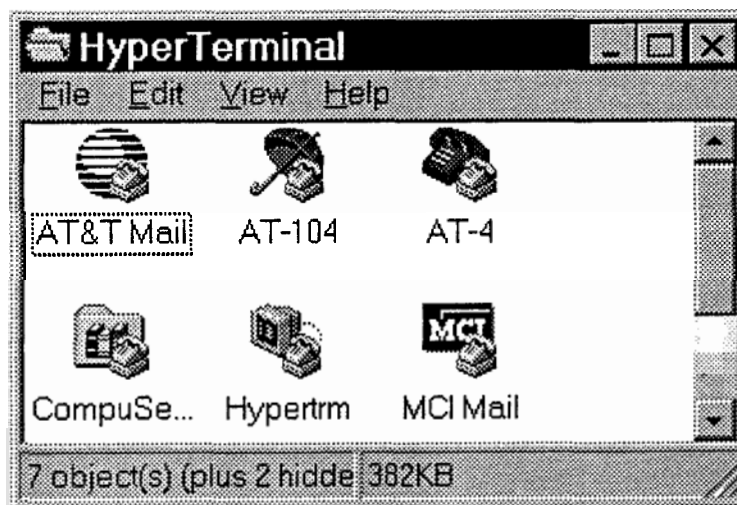 HyperTerminal
File Edit View Help
AT&T Mail AT-104 AT-4
MCI
CompuSe... Hypertrm MCI Mail
7 object(s) (plus 2 hidde 382KB